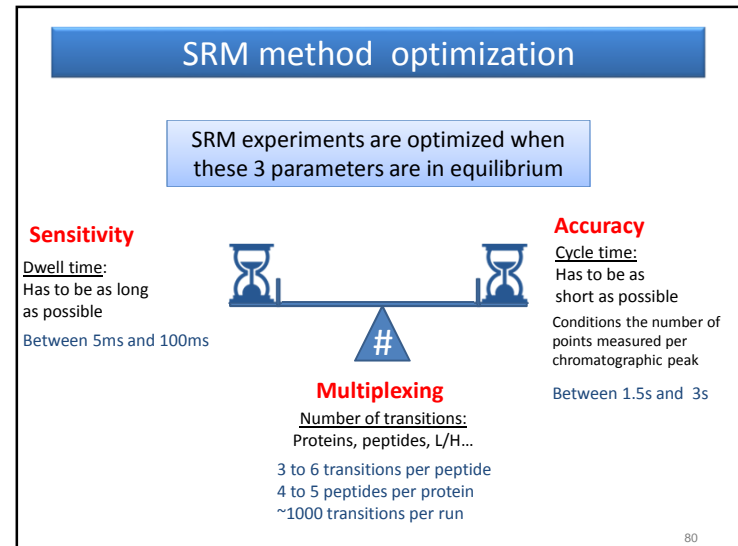 SRM method optimization
SRM experiments are optimized when
these 3 parameters are in equilibrium
Sensitivity
Dwell time:
Has to be as long
as possible
Between 5ms and 100ms
Accuracy
Cycle time:
Has to be as
short as possible
Conditions the number of
points measured per
chromatographic peak
Between 1.5s and 3s
#
Multiplexing
Number of transitions:
Proteins, peptides, L/H…
3 to 6 transitions per peptide
4 to 5 peptides per protein
~1000 transitions per run
80